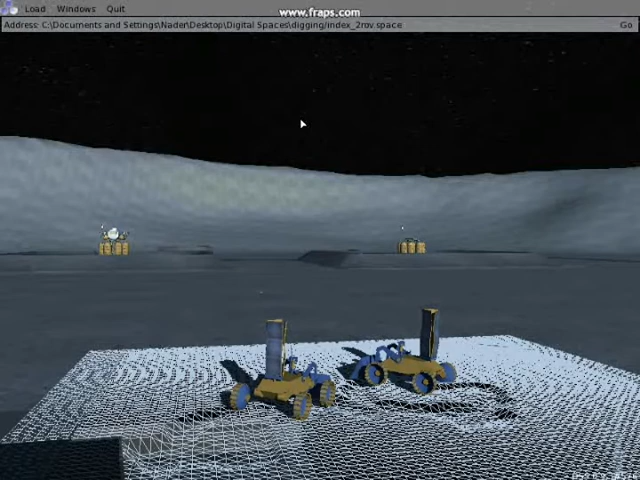 www.fraps.com
Load Windows Quit
Address: C:\Documents and Settings\Nader\Desktop\Digital Spaces\digging/index_2rov.space Go